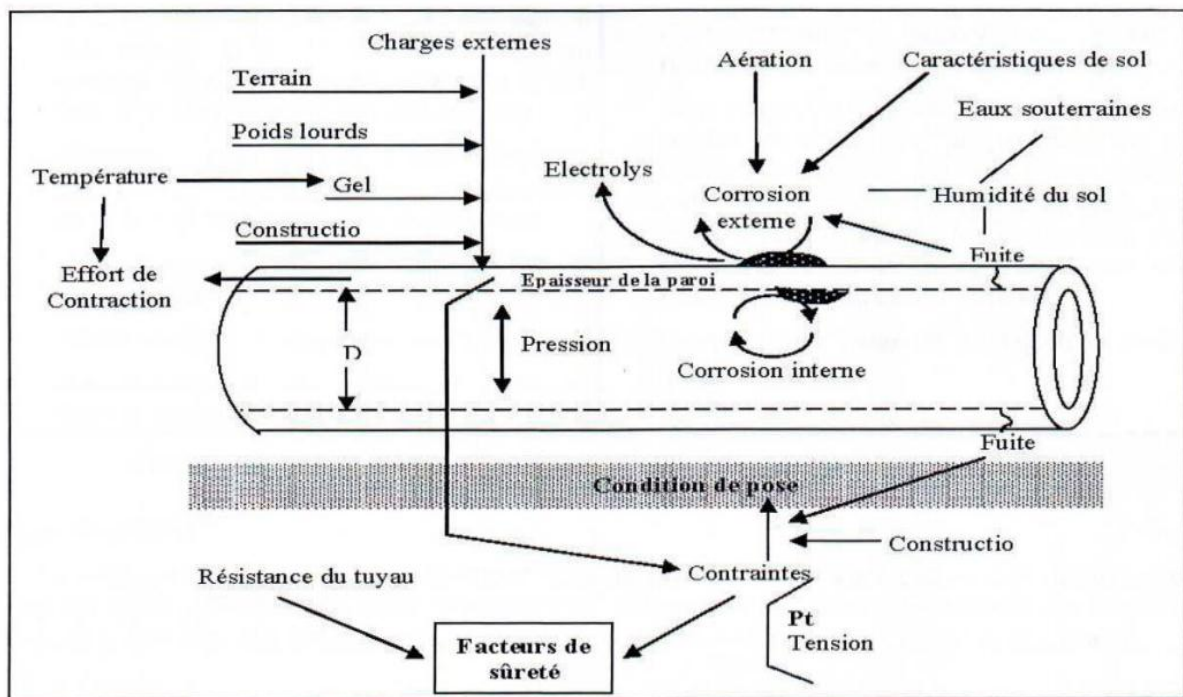 Charges externes
Aération
Caractéristiques de sol
Terrain
Eaux souterraines
Poids lourds
Electrolys
Température
Gel
Corrosion
externe
Humidité du sol
Constructio
Effort de
Contraction
Fuite
Epaisseur de la paroi
D
Pression
Corrosion interne
Fuite
Condition de pose
Constructio
Résistance du tuyau
Contraintes
Pt
Tension
Facteurs de
sûreté